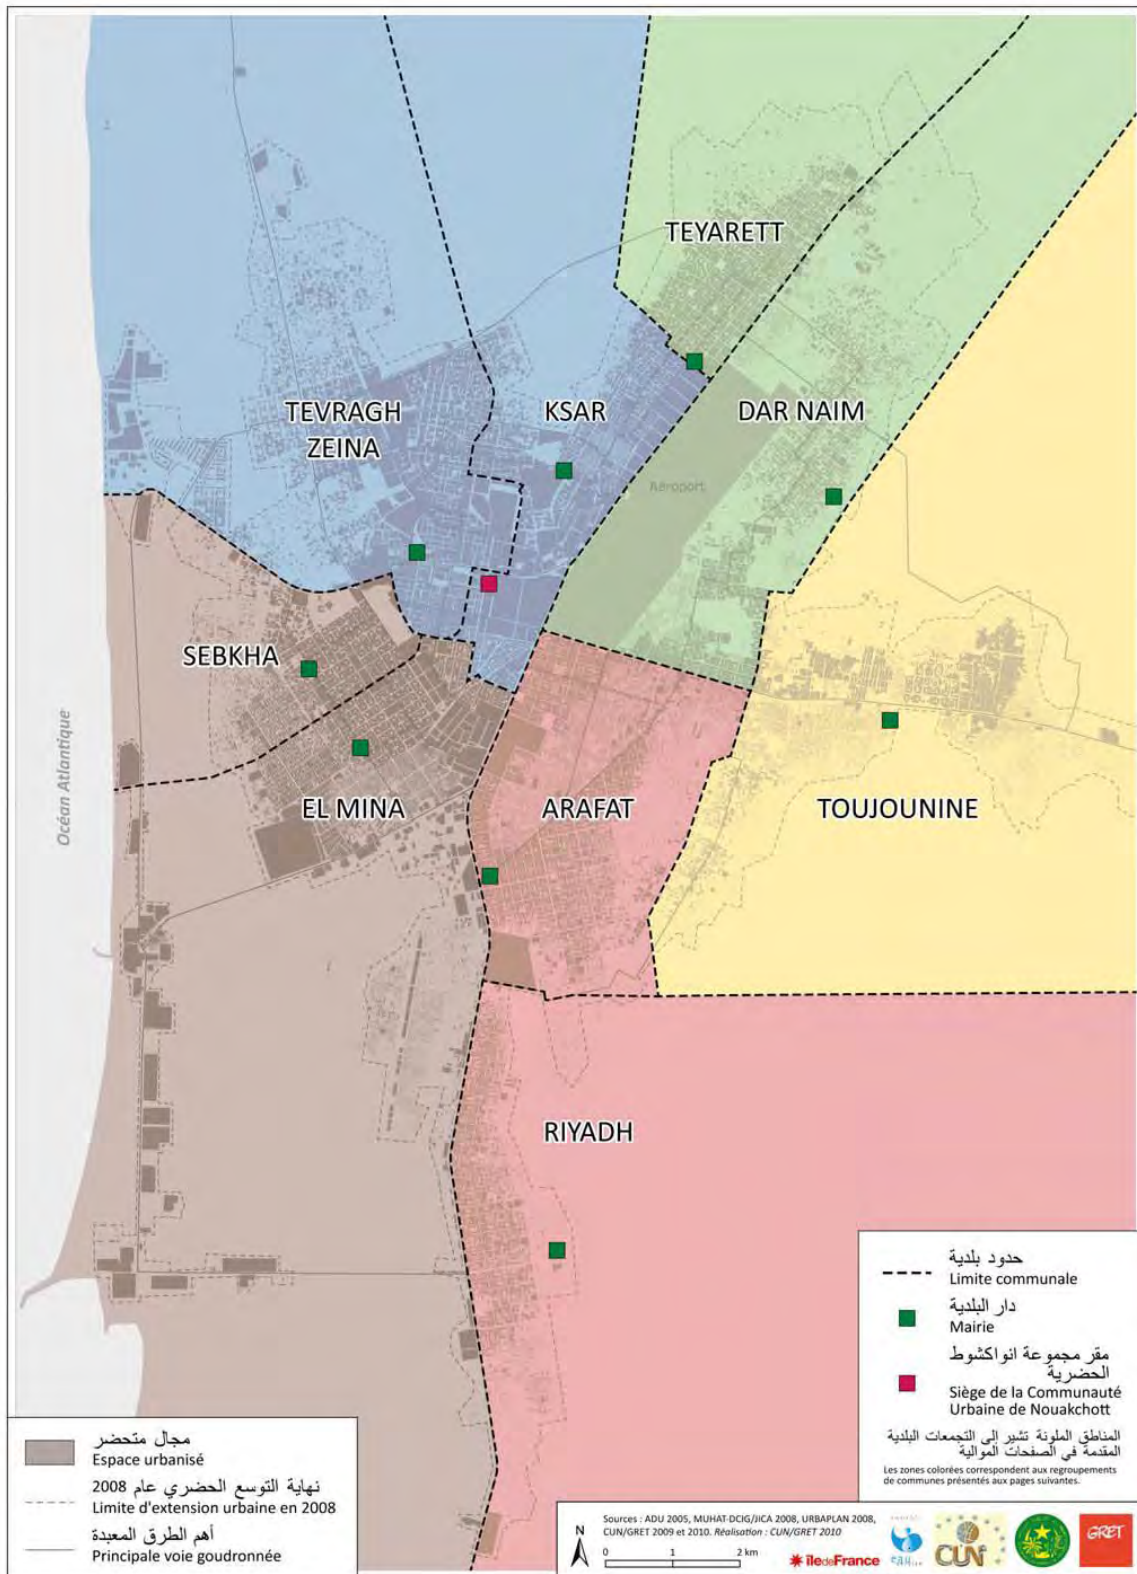 TEYARETT
TEVRAGH
ZEINA
KSAR
DAR NAIM
Aéroport
SEBKHA
EL MINA
ARAFAT
TOUJOUNINE
Océan Atlantique
RIYADH
حدود بلدية
Limite communale
دار البلدية
Mairie
مقر مجموعة انواكشوط
الحضرية
Siège de la Communauté
Urbaine de Nouakchott
المناطق الملونة تشير إلى التجمعات البلدية
المقدمة في الصفحات الموالية
Les zones colorées correspondent aux regroupements
de communes présentés aux pages suivantes.
مجال متحضر
Espace urbanisé
نهاية التوسع الحضري عام 2008
Limite d'extension urbaine en 2008
أهم الطرق المعبدة
Principale voie goudronnée
N
Sources : ADU 2005, MUHAT-DCIG/JICA 2008, URBAPLAN 2008,
CUN/GRET 2009 et 2010. Réalisation : CUN/GRET 2010
0 1 2 km
île de France
eau
CUN
GRET